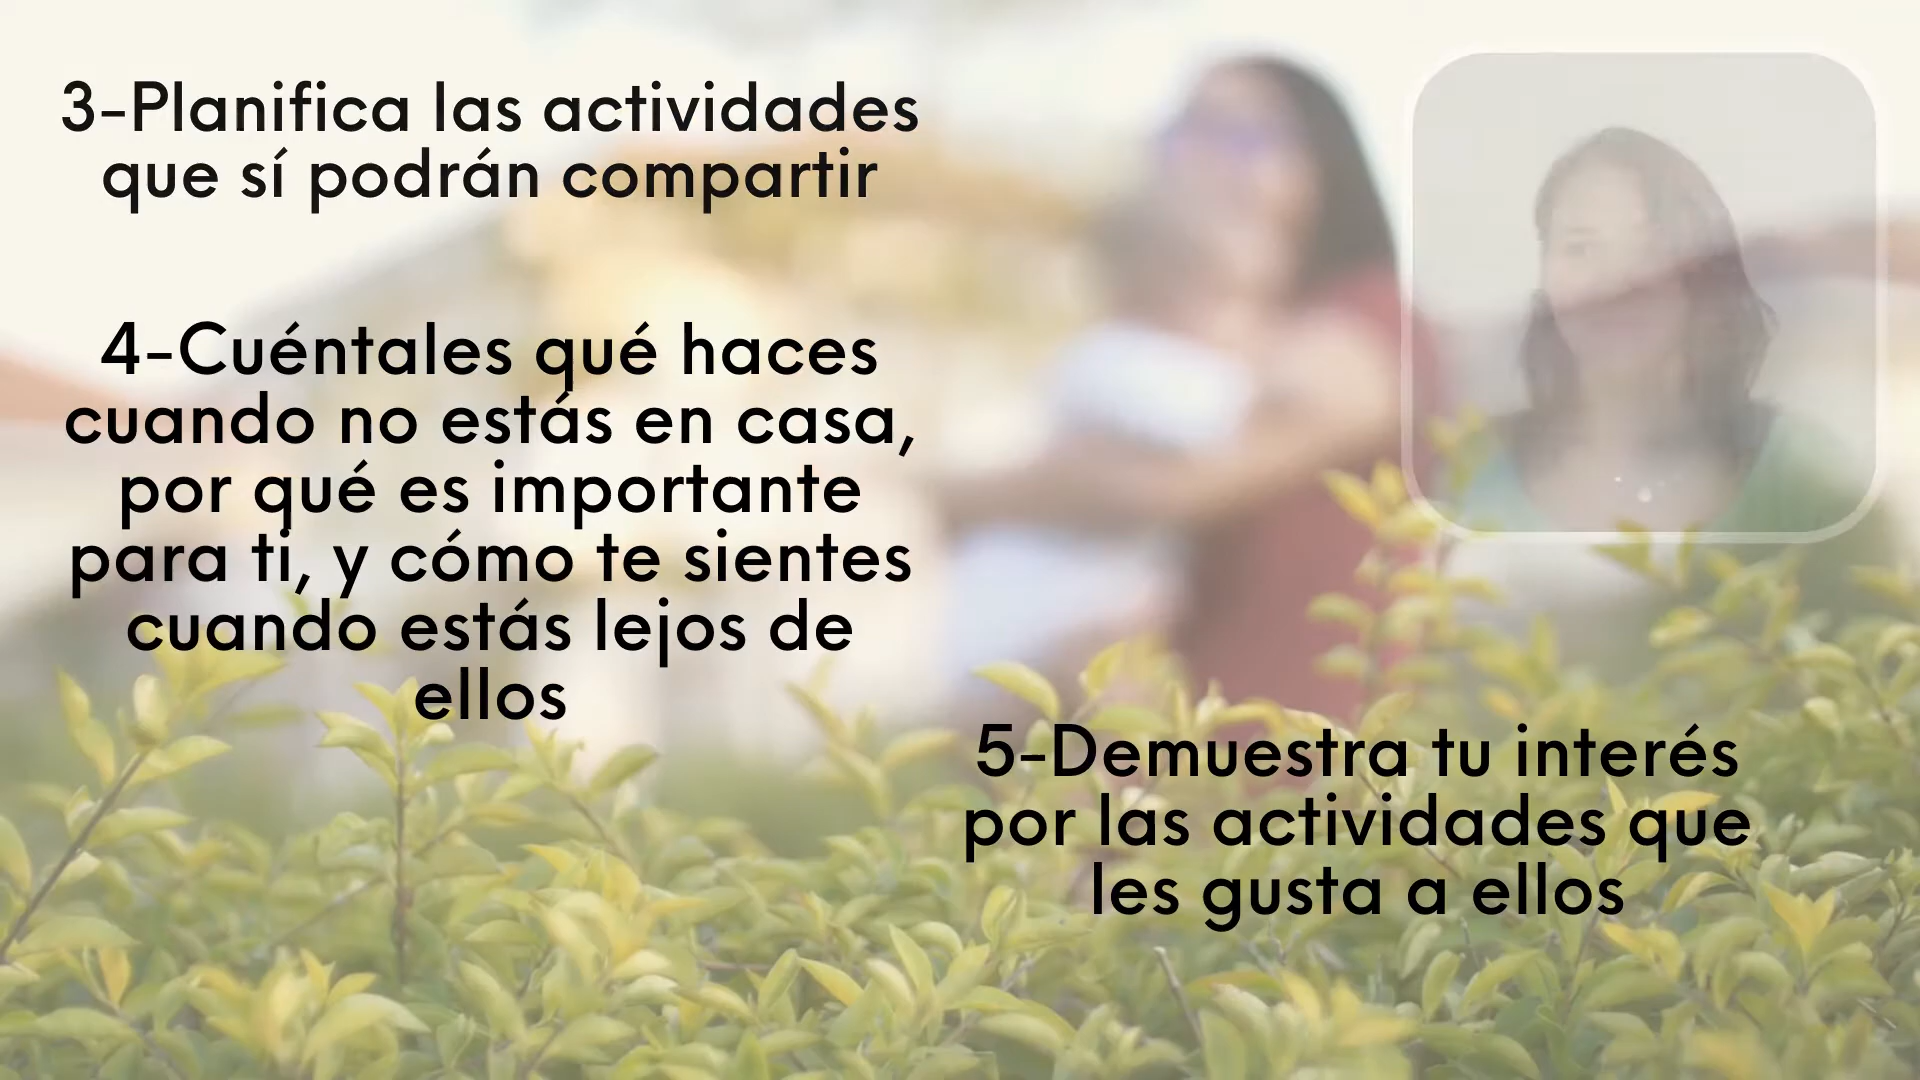 3-Planifica las actividades
que sí podrán compartir
4-Cuéntales qué haces
cuando no estás en casa,
por qué es importante
para ti, y cómo te sientes
cuando estás lejos de
ellos
5-Demuestra tu interés
por las actividades que
les gusta a ellos